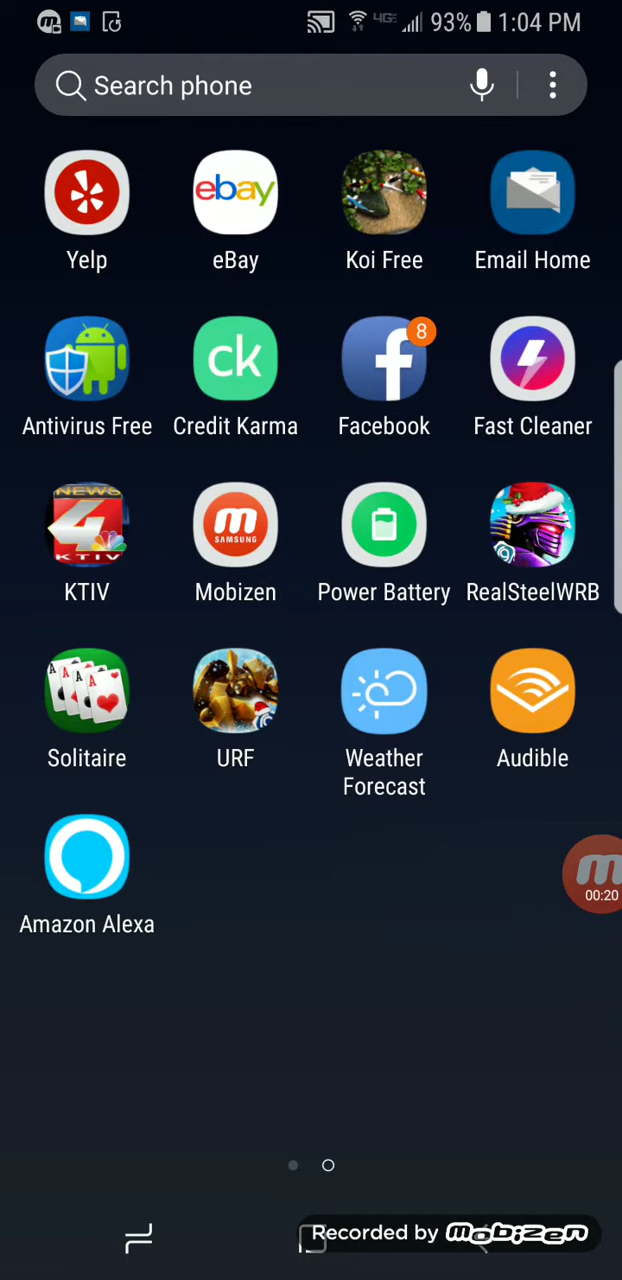 4G 93% 1:04 PM
Search phone
ebay
Yelp
eBay
Koi Free
Email Home
ck
f
8
Antivirus Free
Credit Karma
Facebook
Fast Cleaner
NEWS
4
KTIV
m
SAMSUNG
KTIV
Mobizen
Power Battery
RealSteelWRB
A A A A
Solitaire
URF
Weather
Forecast
Audible
m
00:20
Amazon Alexa
Recorded by mobizen